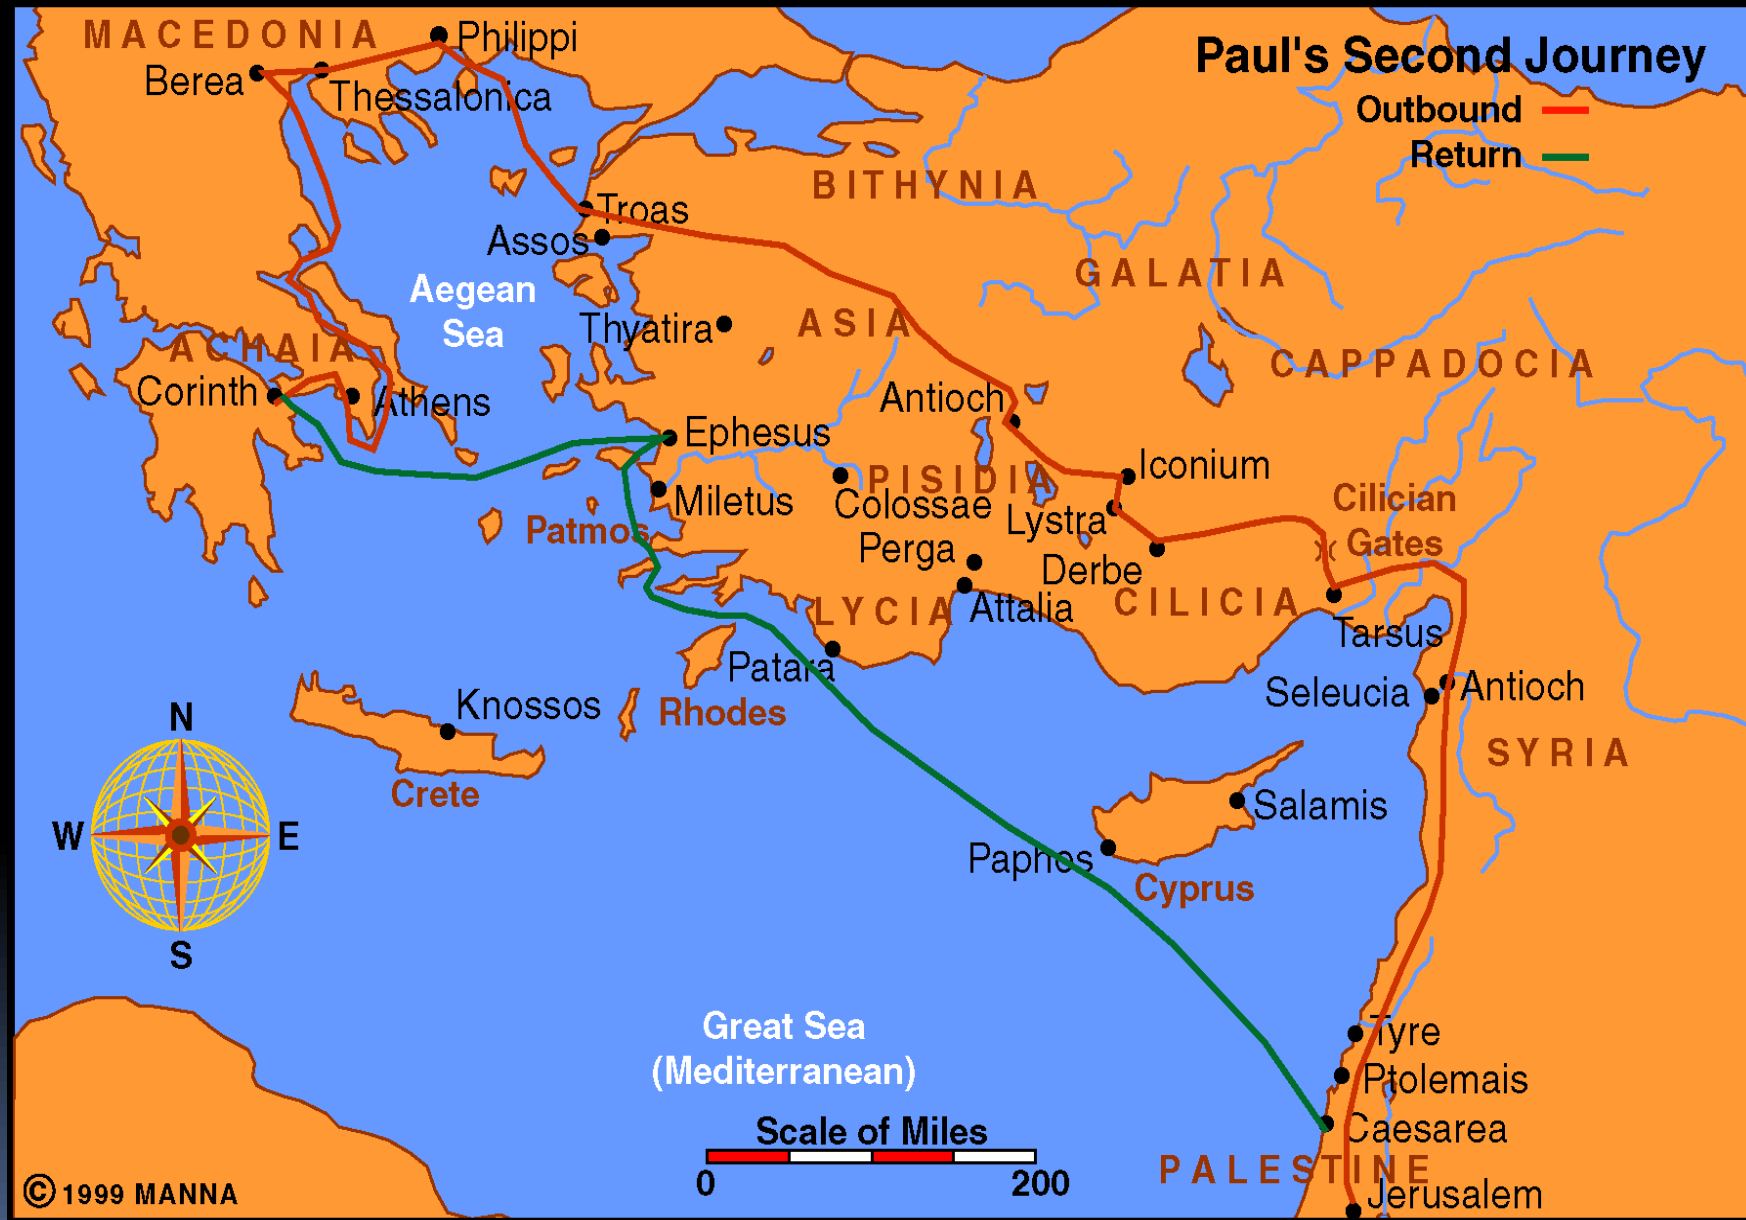 Paul's Second Journey
Outbound
Return
MACEDONIA
Philippi
Berea
Thessalonica
BITHYNIA
Troas
Assos
GALATIA
Aegean
Sea
Thyatira
ASIA
ACHAIA
CAPPADOCIA
Corinth
Athens
Antioch
Ephesus
Iconium
PISIDIA
Colossae
Miletus
Lystra
Cilician
Gates
Patmos
Perga
Derbe
LYCIA
Attalia
CILICIA
Tarsus
Patara
Seleucia
Antioch
Knossos
Rhodes
SYRIA
Crete
Salamis
Paphos
Cyprus
N
W
E
S
Great Sea
(Mediterranean)
Tyre
Ptolemais
Caesarea
PALESTINE
Jerusalem
Scale of Miles
0 200
© 1999 MANNA